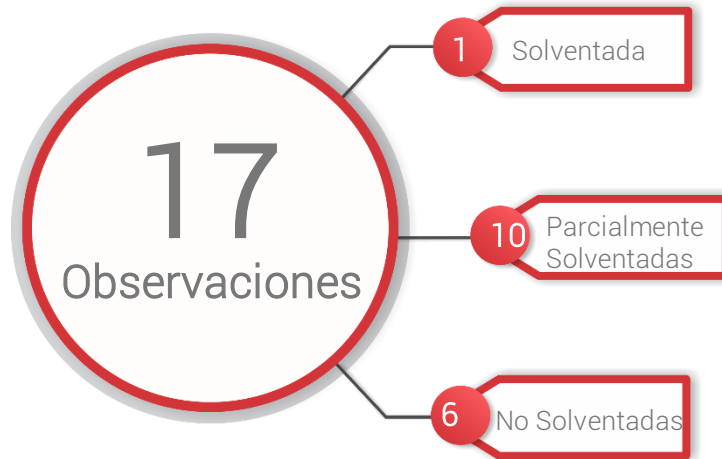 17
Observaciones
1
Solventada
10
Parcialmente
Solventadas
6
No Solventadas